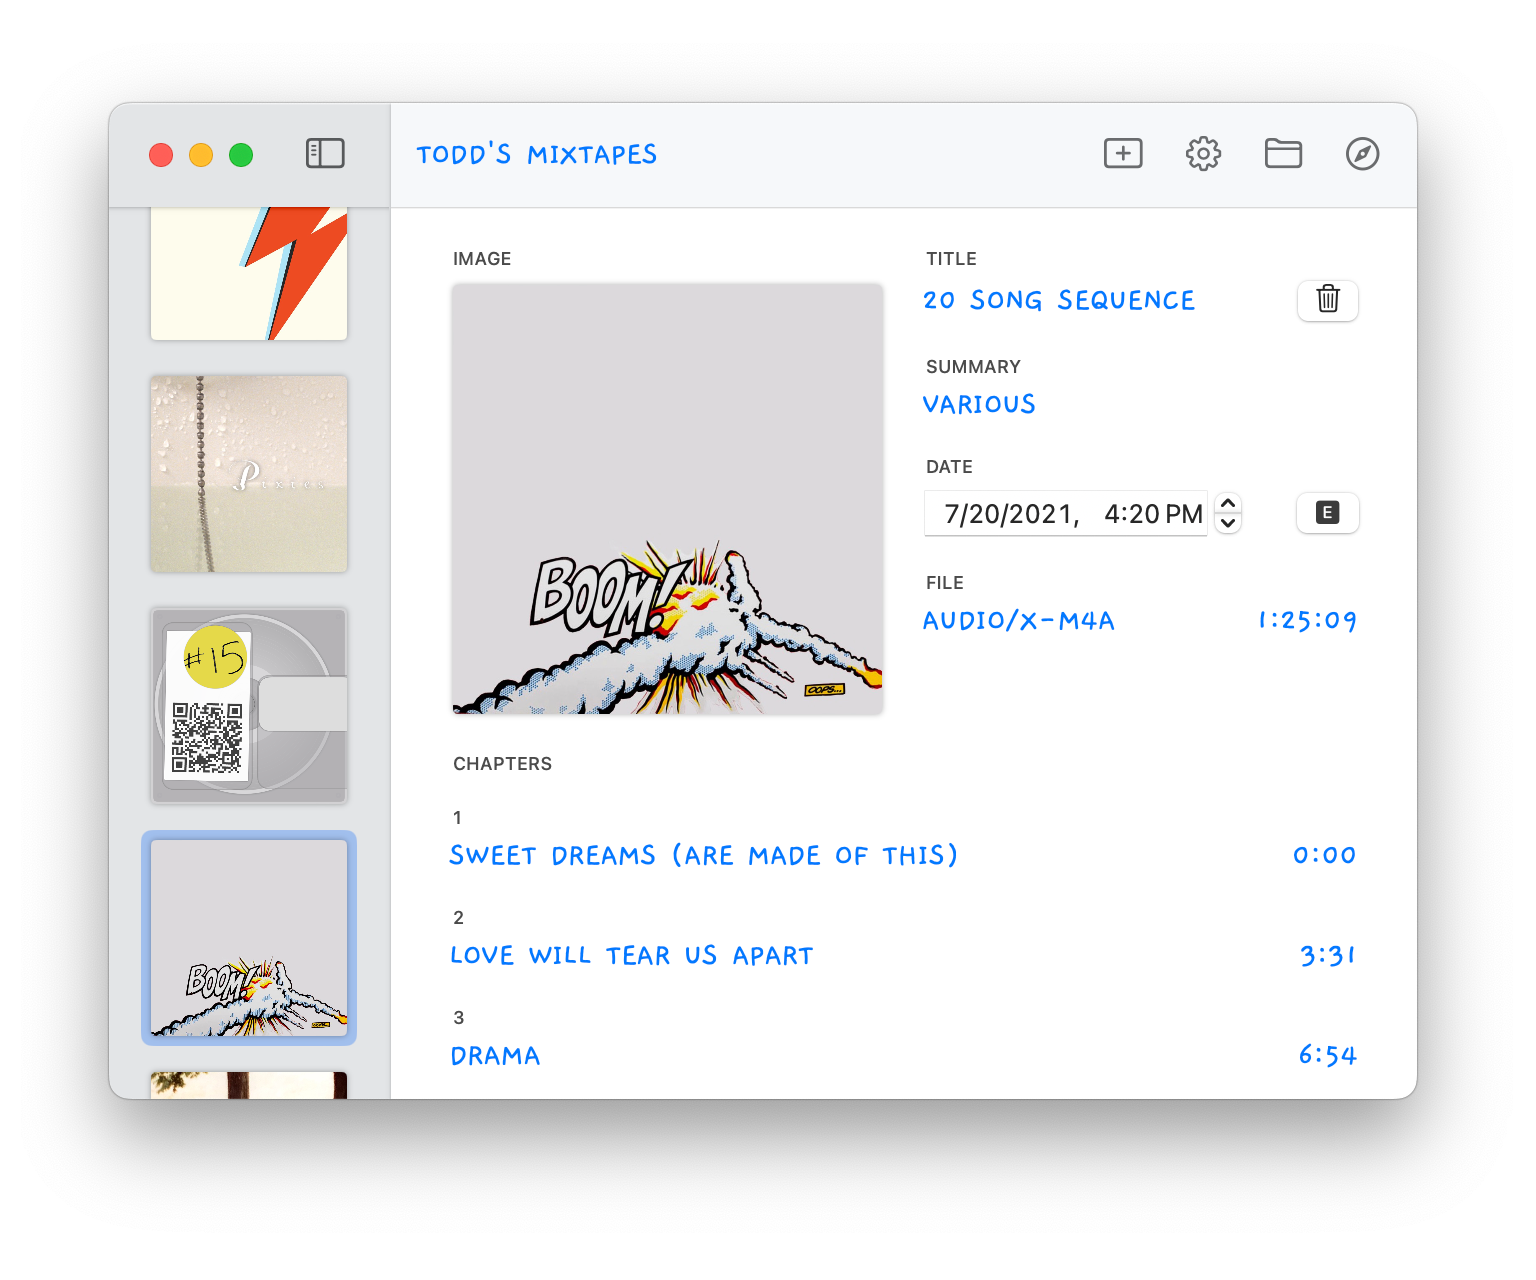 TODD'S MIXTAPES
Pixies
#15
BOOM!
OOPS...
IMAGE
BOOM!
OOPS...
TITLE
20 SONG SEQUENCE
SUMMARY
VARIOUS
DATE
7/20/2021, 4:20 PM
E
FILE
AUDIO/X-M4A 1:25:09
CHAPTERS
1
SWEET DREAMS (ARE MADE OF THIS) 0:00
2
LOVE WILL TEAR US APART 3:31
3
DRAMA 6:54